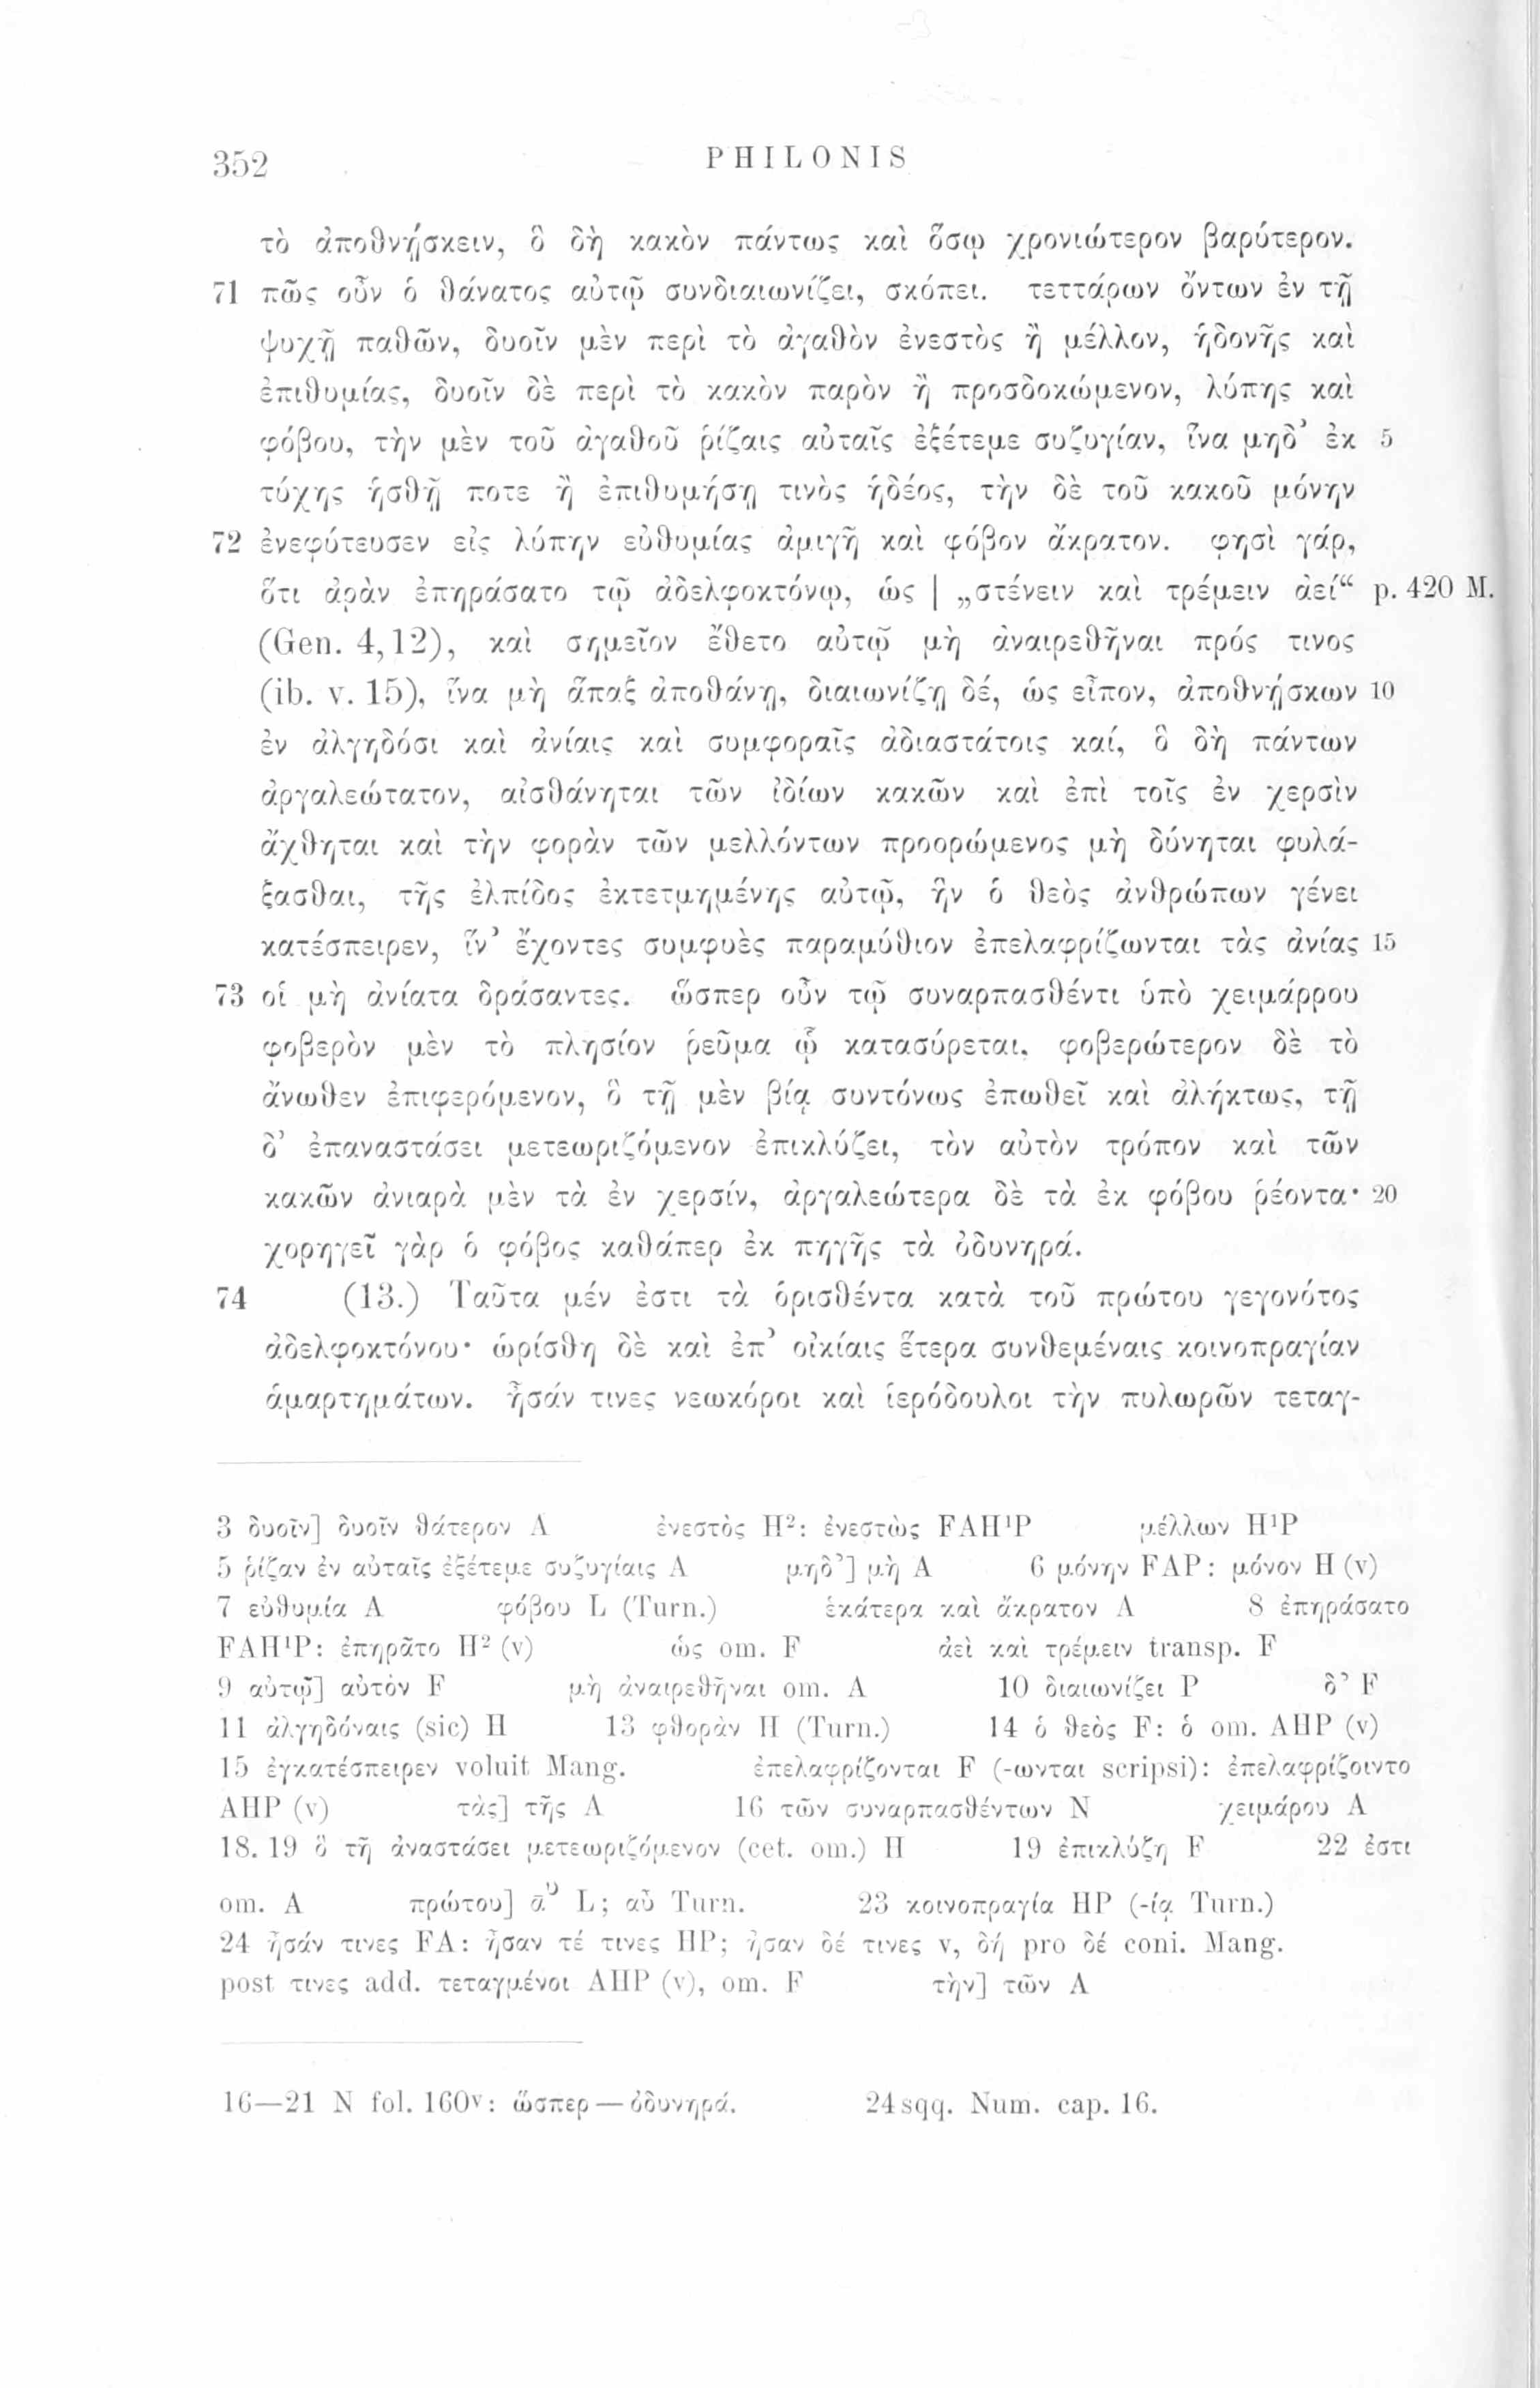 352 PHILONIS
τὸ ἀποθνῄσκειν, ὃ δὴ κακὸν πάντως καὶ ὅσῳ χρονιώτερον βαρύτερον.
71 πῶς οὖν ὁ θάνατος αὐτῷ συνδιαιωνίζει, σκόπει. τεττάρων ὄντων ἐν τῇ
ψυχῇ παθῶν, δυοῖν μὲν περὶ τὸ ἀγαθὸν ἐνεστὸς ἢ μέλλον, ἡδονῆς καὶ
ἐπιθυμίας, δυοῖν δὲ περὶ τὸ κακὸν παρὸν ἢ προσδοκώμενον, λύπης καὶ
φόβου, τὴν μὲν τοῦ ἀγαθοῦ ῥίζαις αὐταῖς ἐξέτεμε συζυγίαν, ἵνα μηδ’ ἐκ 5
τύχης ἡσθῇ ποτε ἢ ἐπιθυμήσῃ τινὸς ἡδέος, τὴν δὲ τοῦ κακοῦ μόνην
72 ἐνεφύτευσεν εἰς λύπην εὐθυμίας ἀμιγῆ καὶ φόβον ἄκρατον. φησὶ γάρ,
ὅτι ἀρὰν ἐπηράσατο τῷ ἀδελφοκτόνῳ, ὡς | „στένειν καὶ τρέμειν ἀεί“ p. 420 M.
(Gen. 4,12), καὶ σημεῖον ἔθετο αὐτῷ μὴ ἀναιρεθῆναι πρός τινος
(ib. v. 15), ἵνα μὴ ἅπαξ ἀποθάνῃ, διαιωνίζῃ δέ, ὡς εἶπον, ἀποθνῄσκων 10
ἐν ἀλγηδόσι καὶ ἀνίαις καὶ συμφοραῖς ἀδιαστάτοις καί, ὃ δὴ πάντων
ἀργαλεώτατον, αἰσθάνηται τῶν ἰδίων κακῶν καὶ ἐπὶ τοῖς ἐν χερσὶν
ἄχθηται καὶ τὴν φορὰν τῶν μελλόντων προορώμενος μὴ δύνηται φυλά-
ξασθαι, τῆς ἐλπίδος ἐκτετμημένης αὐτῷ, ἣν ὁ θεὸς ἀνθρώπων γένει
κατέσπειρεν, ἵν’ ἔχοντες συμφυὲς παραμύθιον ἐπελαφρίζωνται τὰς ἀνίας 15
73 οἱ μὴ ἀνίατα δράσαντες. ὥσπερ οὖν τῷ συναρπασθέντι ὑπὸ χειμάρρου
φοβερὸν μὲν τὸ πλησίον ῥεῦμα ᾧ κατασύρεται, φοβερώτερον δὲ τὸ
ἄνωθεν ἐπιφερόμενον, ὃ τῇ μὲν βίᾳ συντόνως ἐπωθεῖ καὶ ἀλήκτως, τῇ
δ’ ἐπαναστάσει μετεωριζόμενον ἐπικλύζει, τὸν αὐτὸν τρόπον καὶ τῶν
κακῶν ἀνιαρὰ μὲν τὰ ἐν χερσίν, ἀργαλεώτερα δὲ τὰ ἐκ φόβου ῥέοντα· 20
χορηγεῖ γὰρ ὁ φόβος καθάπερ ἐκ πηγῆς τὰ ὀδυνηρά.
74 (13.) Ταῦτα μέν ἐστι τὰ ὁρισθέντα κατὰ τοῦ πρώτου γεγονότος
ἀδελφοκτόνου· ὡρίσθη δὲ καὶ ἐπ’ οἰκίαις ἕτερα συνθεμέναις κοινοπραγίαν
ἁμαρτημάτων. ἦσάν τινες νεωκόροι καὶ ἱερόδουλοι τὴν πυλωρῶν τεταγ-
3 δυοῖν] δυοῖν θάτερον A ἐνεστὸς H²: ἐνεστὼς FAH¹P μέλλων H¹P
5 ῥίζαν ἐν αὐταῖς ἐξέτεμε συζυγίαις A μηδ’] μὴ A 6 μόνην FAP: μόνον H (v)
7 εὐθυμία A φόβου L (Turn.) ἑκάτερα καὶ ἄκρατον A 8 ἐπηράσατο
FAH¹P: ἐπηρᾶτο H² (v) ὡς om. F ἀεὶ καὶ τρέμειν transp. F
9 αὐτῷ] αὐτὸν F μὴ ἀναιρεθῆναι om. A 10 διαιωνίζει P δ’ F
11 ἀλγηδόναις (sic) H 13 φθορὰν H (Turn.) 14 ὁ θεὸς F: ὁ om. AHP (v)
15 ἐγκατέσπειρεν voluit Mang. ἐπελαφρίζονται F (-ωνται scripsi): ἐπελαφρίζοιντο
AHP (v) τὰς] τῆς A 16 τῶν συναρπασθέντων N χειμάρου A
18. 19 ὃ τῇ ἀναστάσει μετεωριζόμενον (cet. om.) H 19 ἐπικλύζῃ F 22 ἐστι
om. A πρώτου] ᾱᶹ L; αὖ Turn. 23 κοινοπραγία HP (-ίᾳ Turn.)
24 ἦσάν τινες FA: ἦσαν τέ τινες HP; ἦσαν δέ τινες v, δή pro δέ coni. Mang.
post τινες add. τεταγμένοι AHP (v), om. F τὴν] τῶν A
16—21 N fol. 160v: ὥσπερ — ὀδυνηρά. 24 sqq. Num. cap. 16.